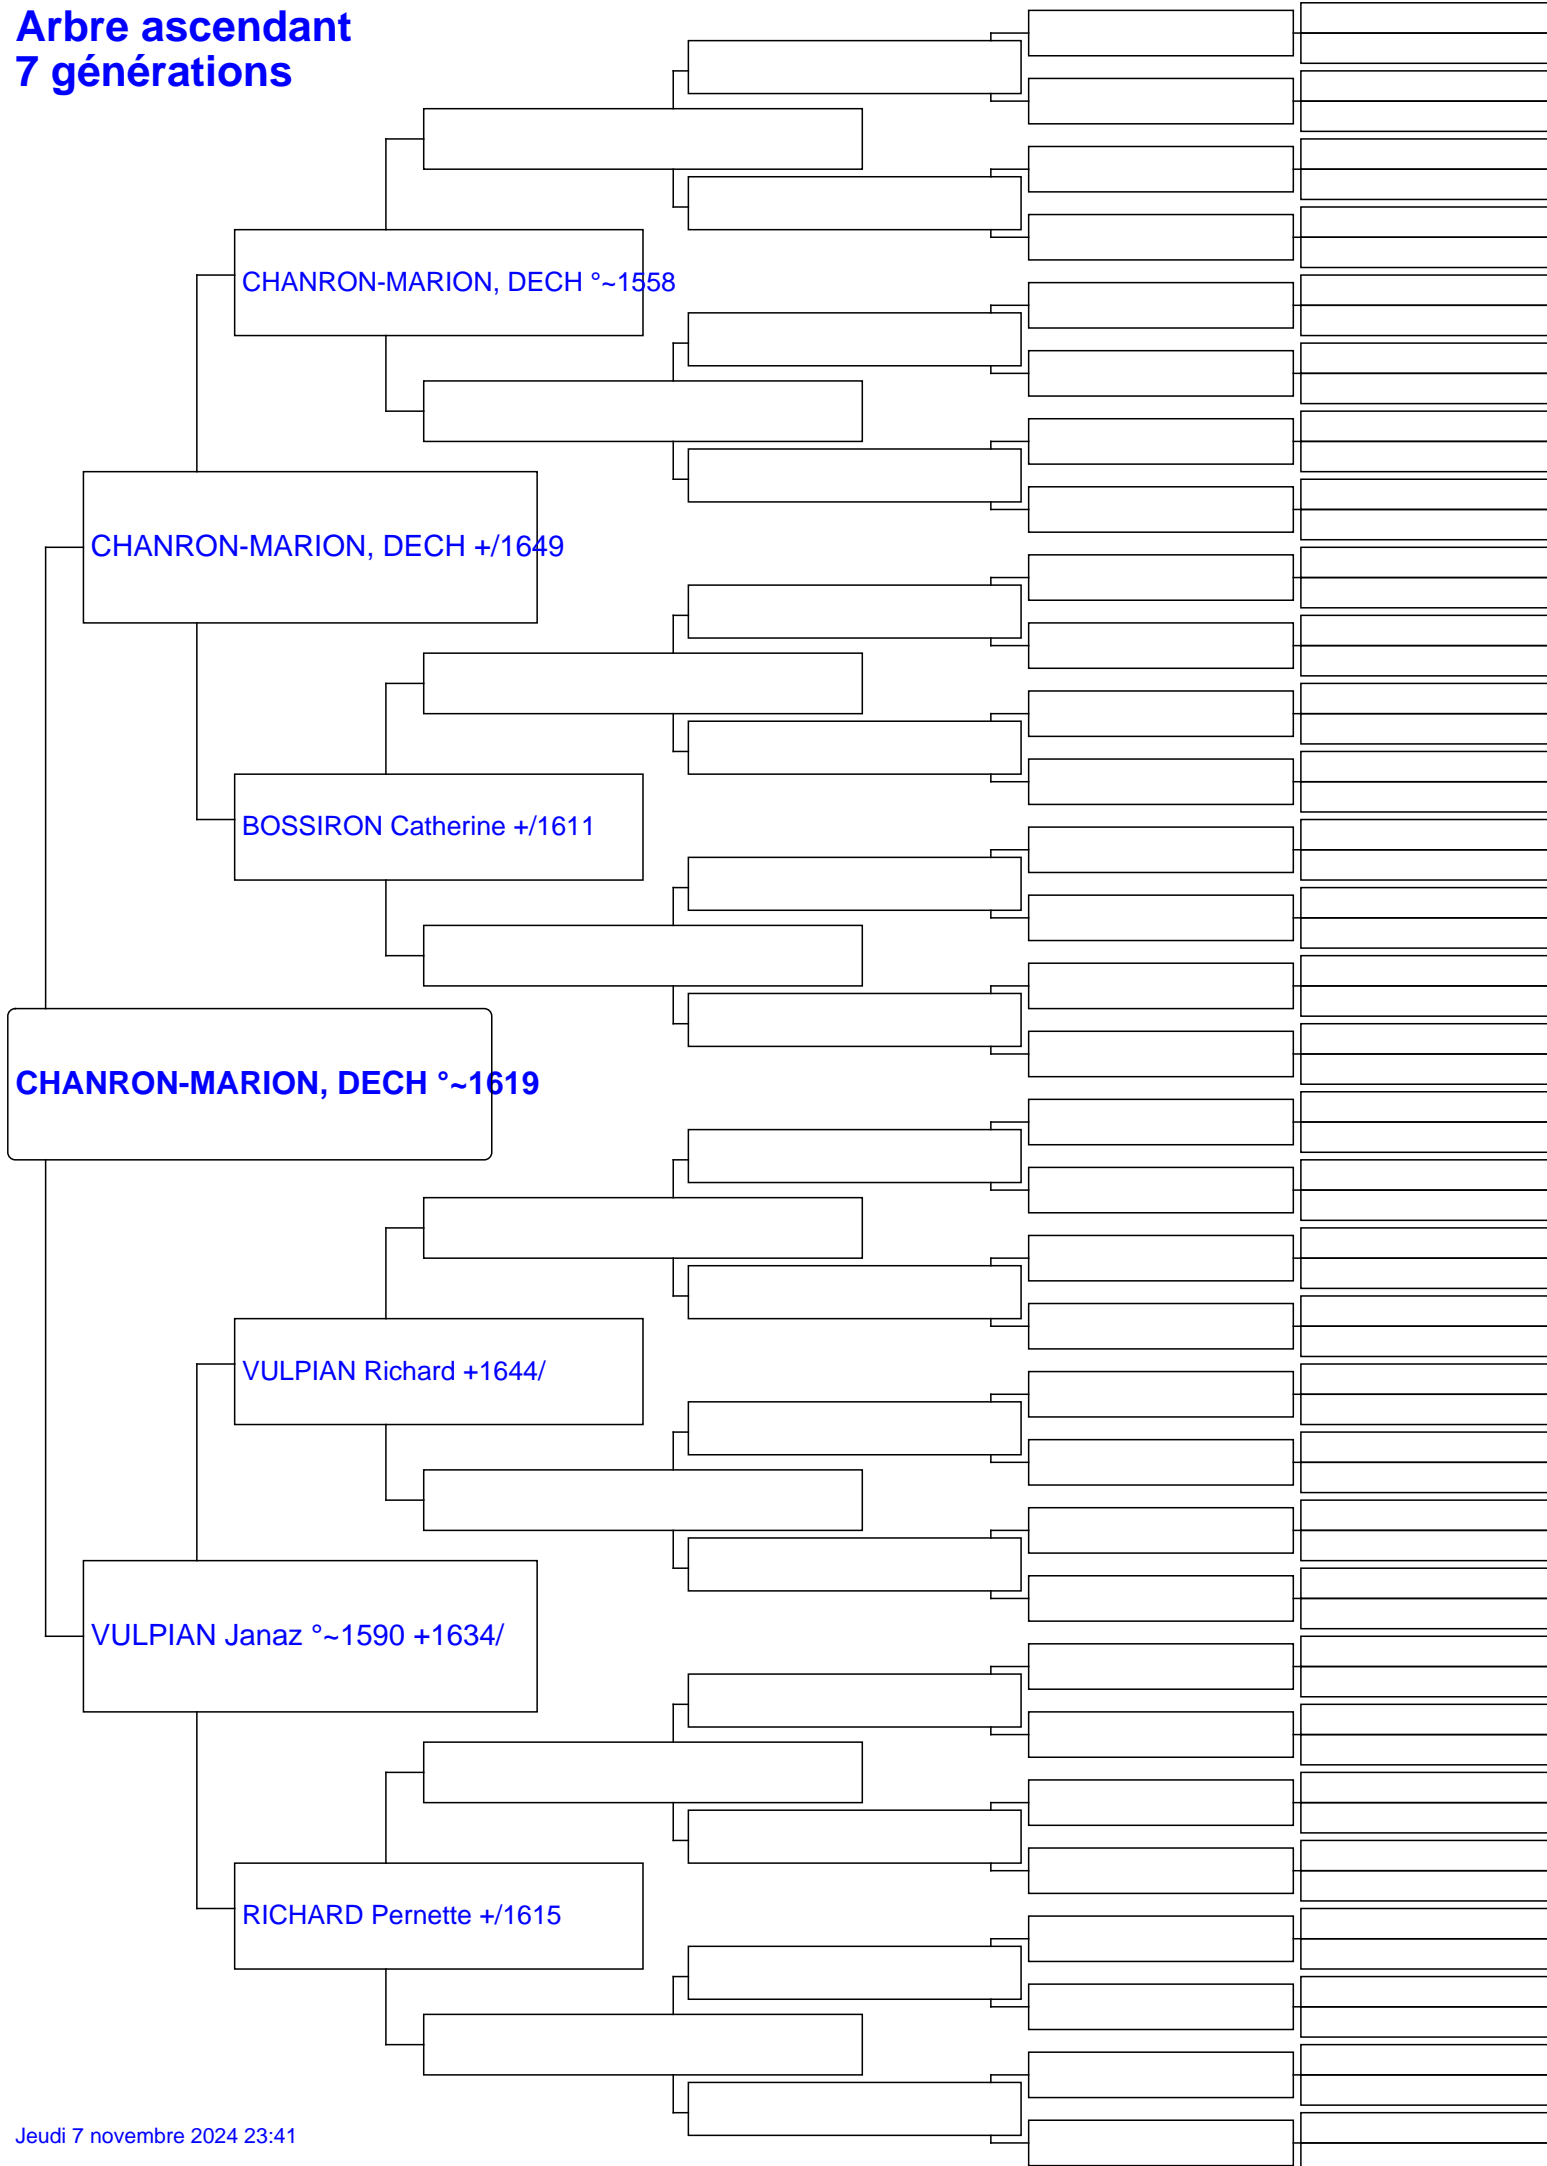 Arbre ascendant
7 générations
CHANRON-MARION, DECH °~1558
CHANRON-MARION, DECH +/1649
BOSSIRON Catherine +/1611
CHANRON-MARION, DECH °~1619
VULPIAN Richard +1644/
VULPIAN Janaz °~1590 +1634/
RICHARD Pernette +/1615
Jeudi 7 novembre 2024 23:41